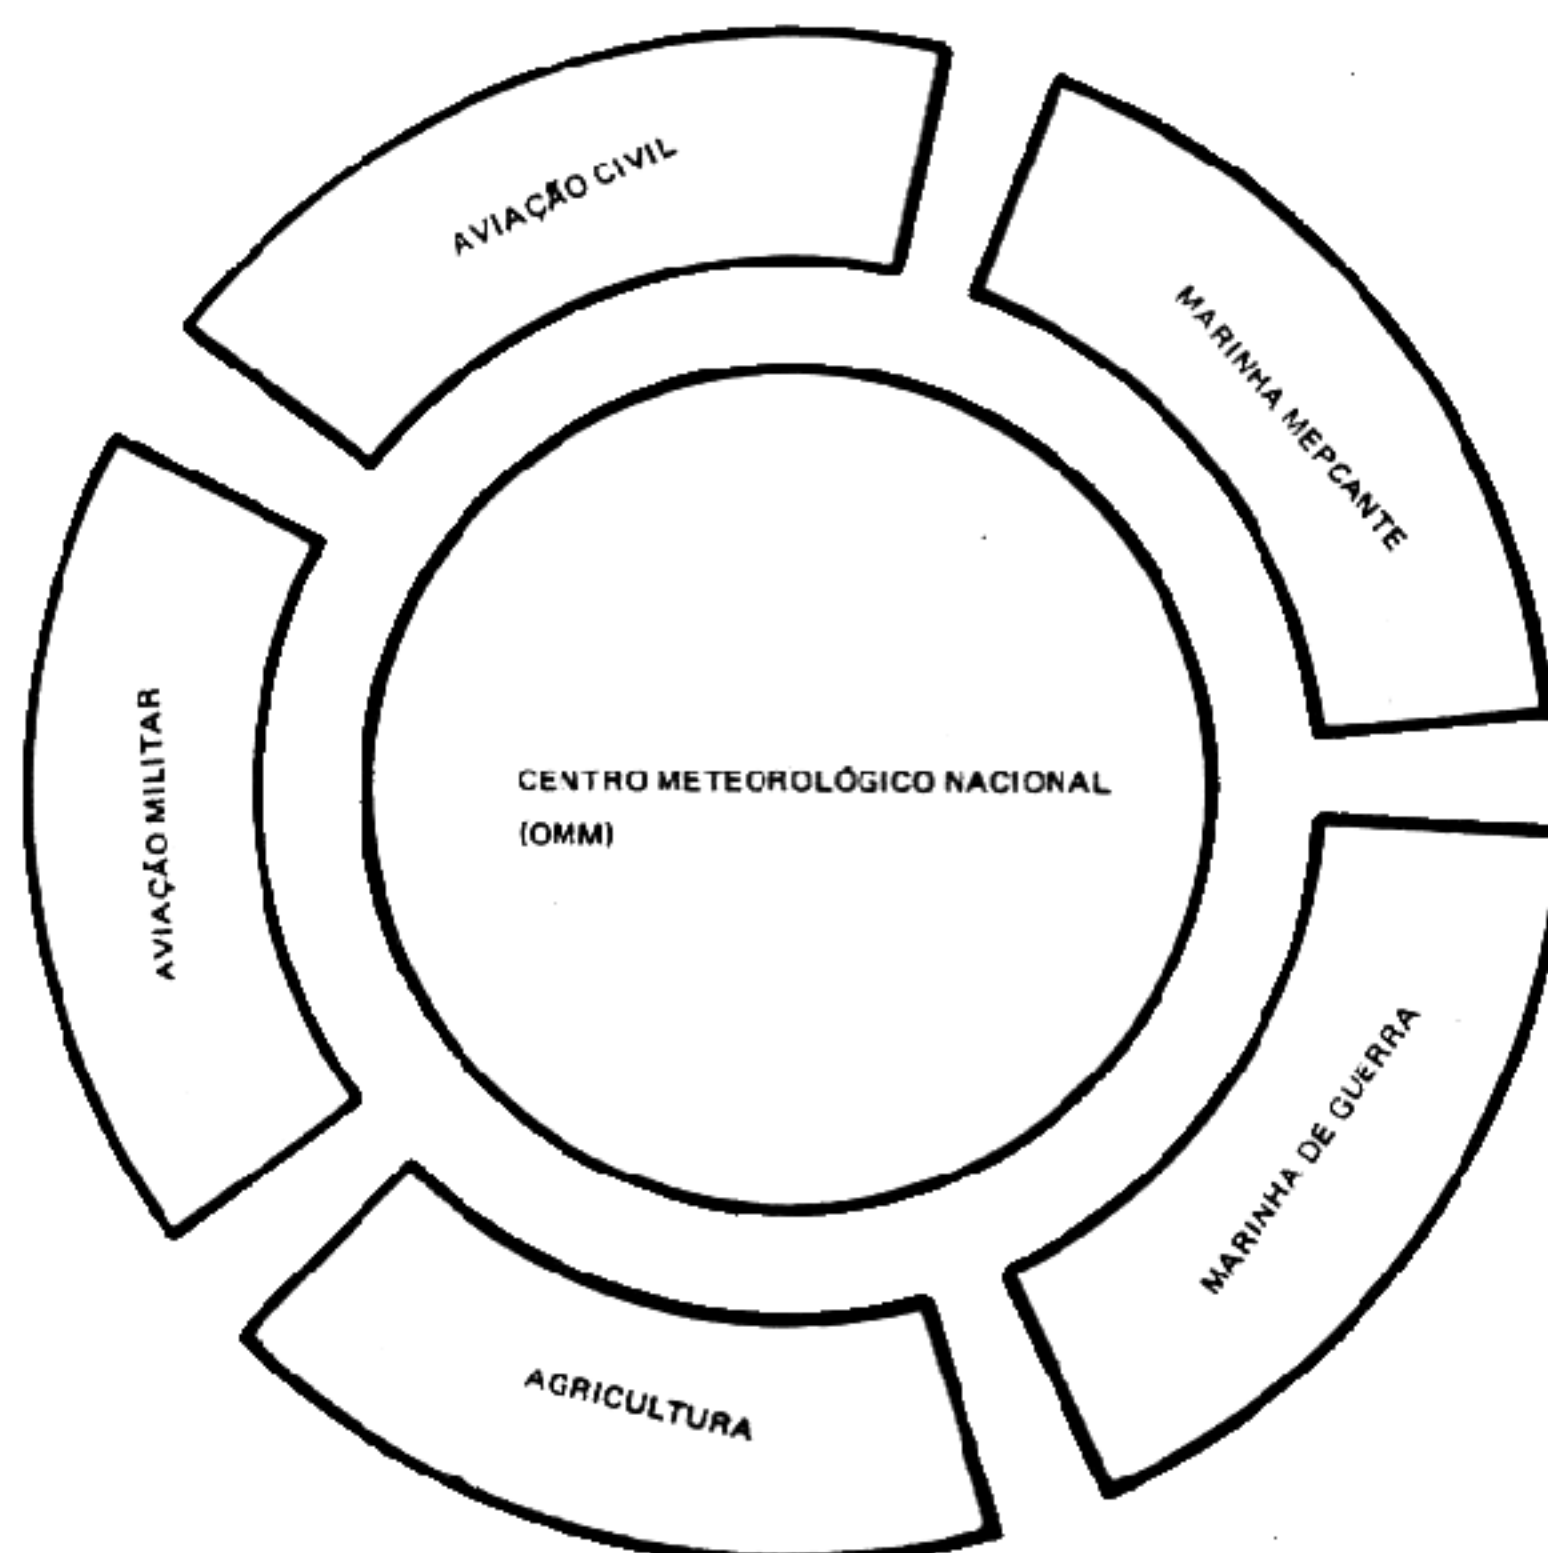 AVIAÇÃO CIVIL
MARINHA MEPCANTE
AVIAÇÃO MILITAR
CENTRO METEOROLÓGICO NACIONAL
(OMM)
MARINHA DE GUERRA
AGRICULTURA